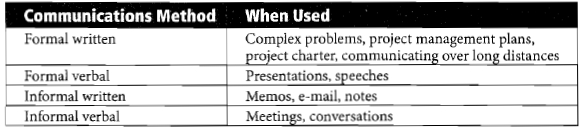 Communications Method When Used
Formal written Complex problems, project management plans,
project charter, communicating over long distances
Formal verbal Presentations, speeches
Informal written Memos, e-mail, notes
Informal verbal Meetings, conversations